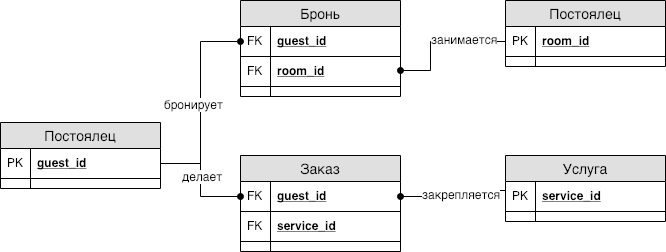 Бронь
FK guest_id
FK room_id
занимается
Постоялец
PK room_id
бронирует
Постоялец
PK guest_id
делает
Заказ
FK guest_id
FK service_id
закрепляется
Услуга
PK service_id